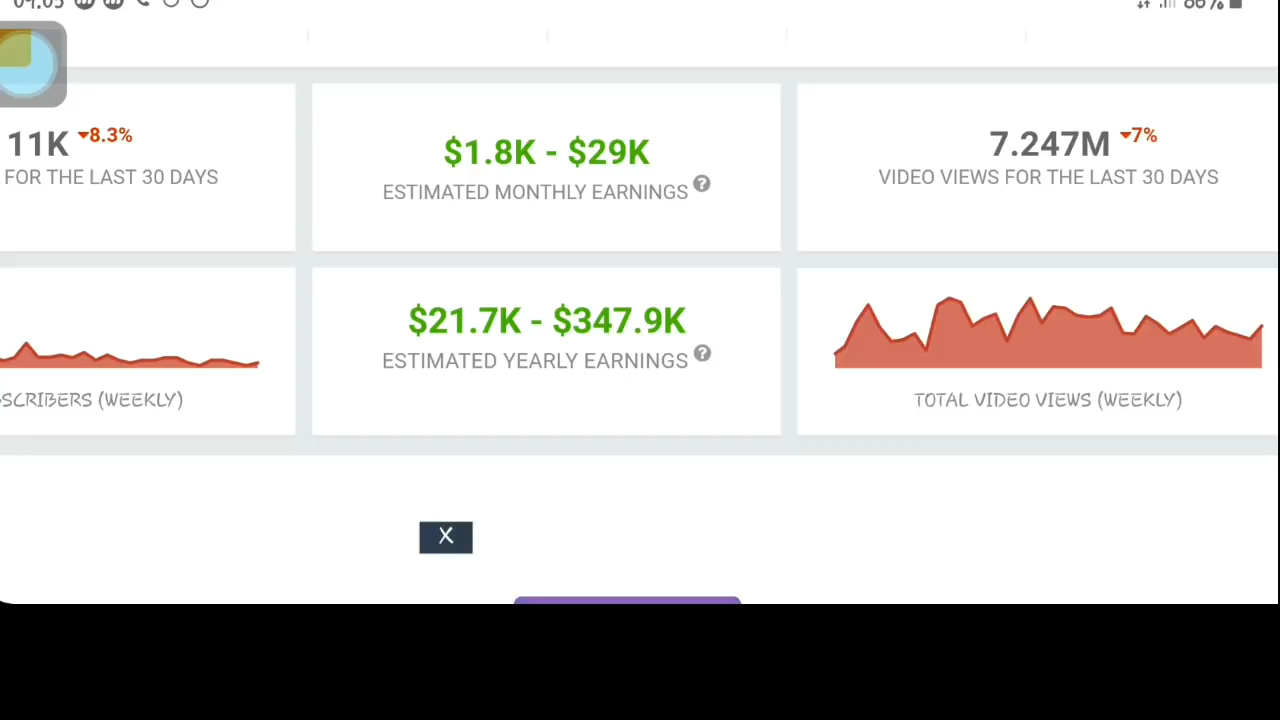 11K 8.3%
FOR THE LAST 30 DAYS
$1.8K - $29K
ESTIMATED MONTHLY EARNINGS ?
7.247M 7%
VIDEO VIEWS FOR THE LAST 30 DAYS
SCRIBERS (WEEKLY)
$21.7K - $347.9K
ESTIMATED YEARLY EARNINGS ?
TOTAL VIDEO VIEWS (WEEKLY)
X